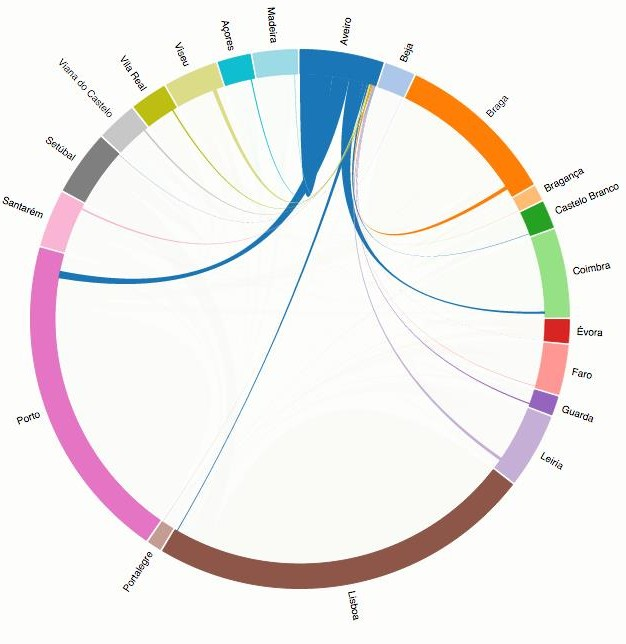 Aveiro
Beja
Braga
Bragança
Castelo Branco
Coimbra
Évora
Faro
Guarda
Leiria
Lisboa
Portalegre
Porto
Santarém
Setúbal
Viana do Castelo
Vila Real
Viseu
Açores
Madeira